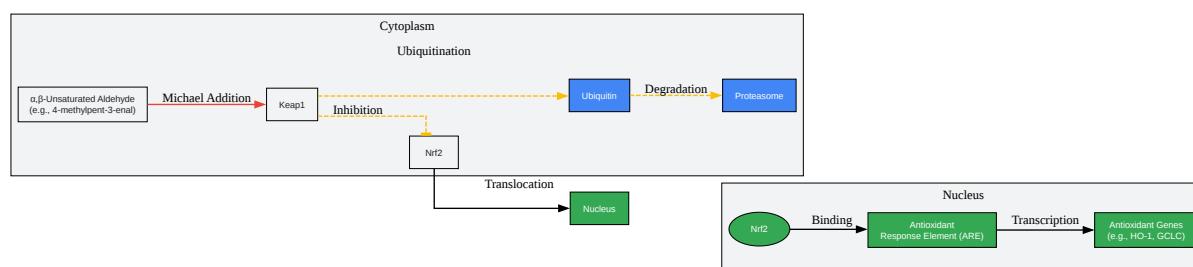 Cytoplasm
Ubiquitination
α,β-Unsaturated Aldehyde
(e.g., 4-methylpent-3-enal)
Michael Addition
Keap1
Inhibition
Ubiquitin
Degradation
Proteasome
Nrf2
Translocation
Nucleus
Nucleus
Nrf2
Binding
Antioxidant
Response Element (ARE)
Transcription
Antioxidant Genes
(e.g., HO-1, GCLC)